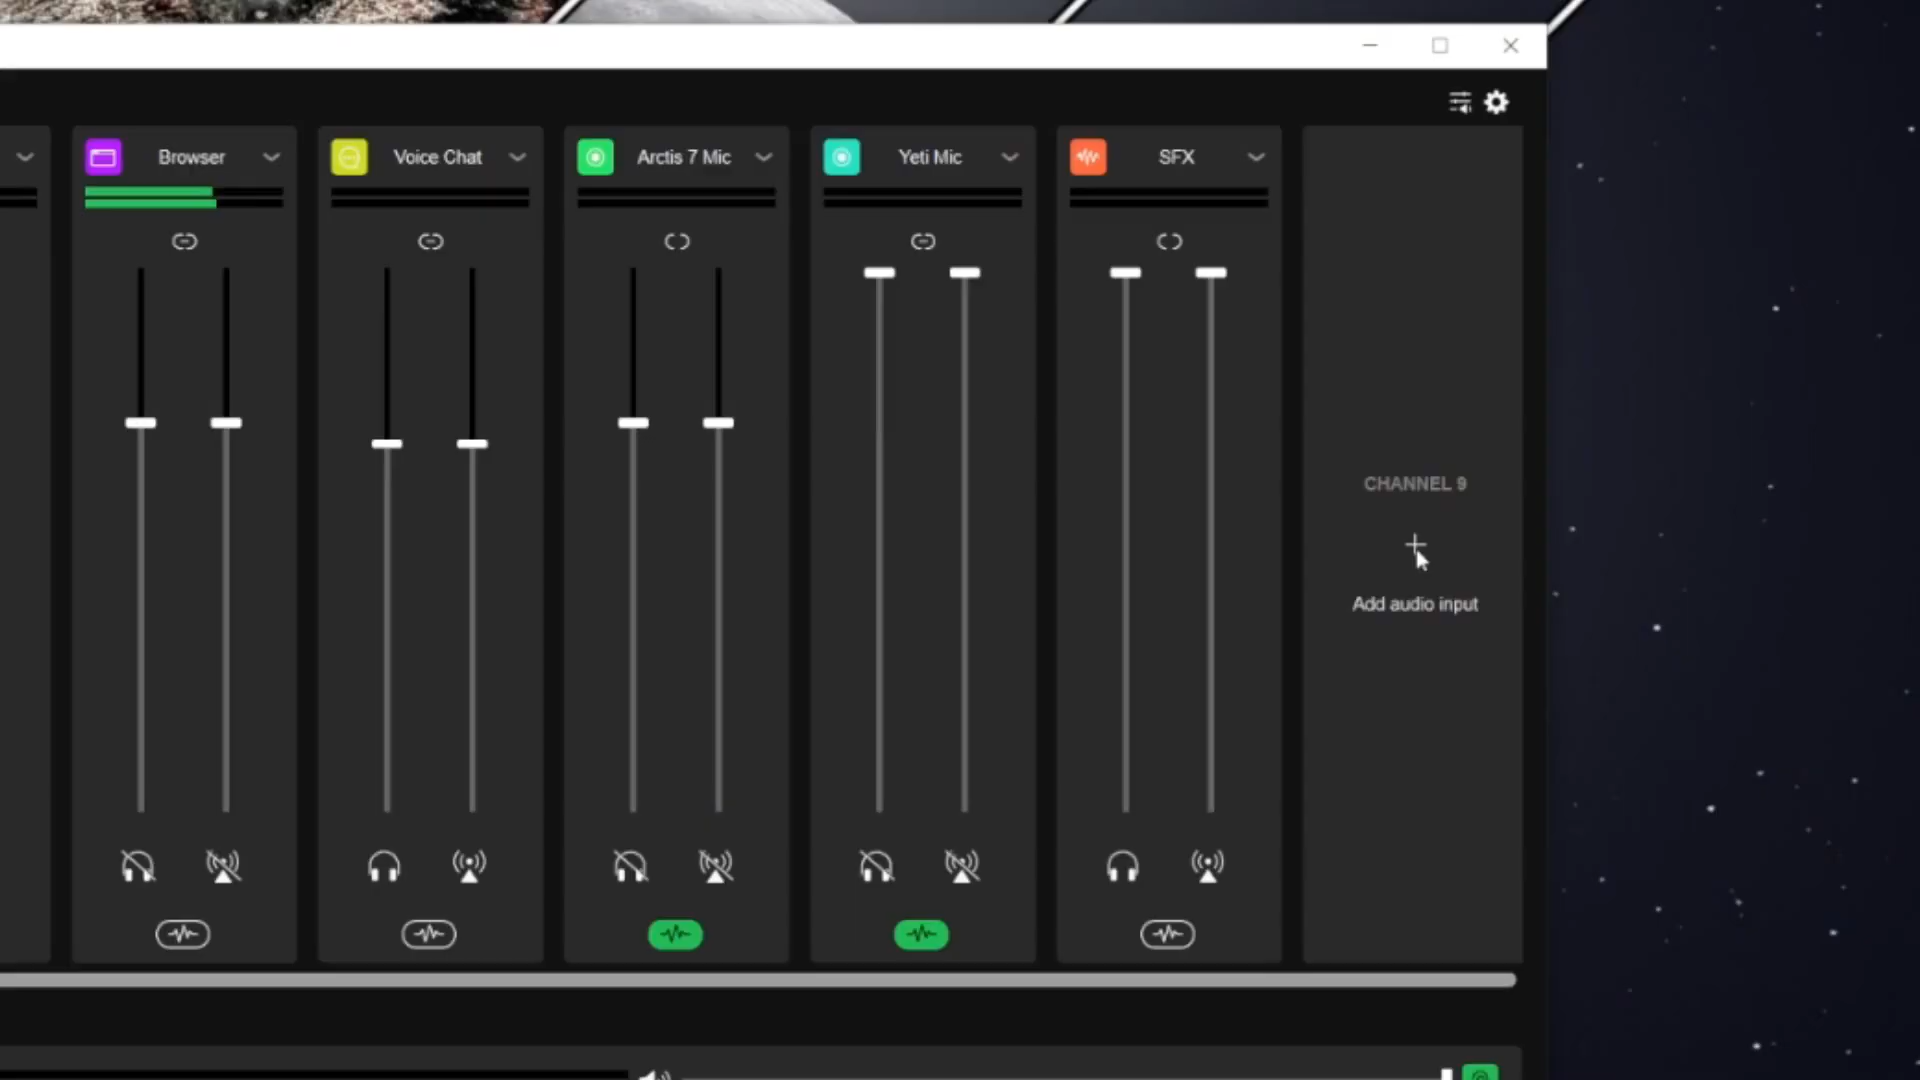 Browser
Voice Chat
Arctis 7 Mic
Yeti Mic
SFX
CHANNEL 9
Add audio input